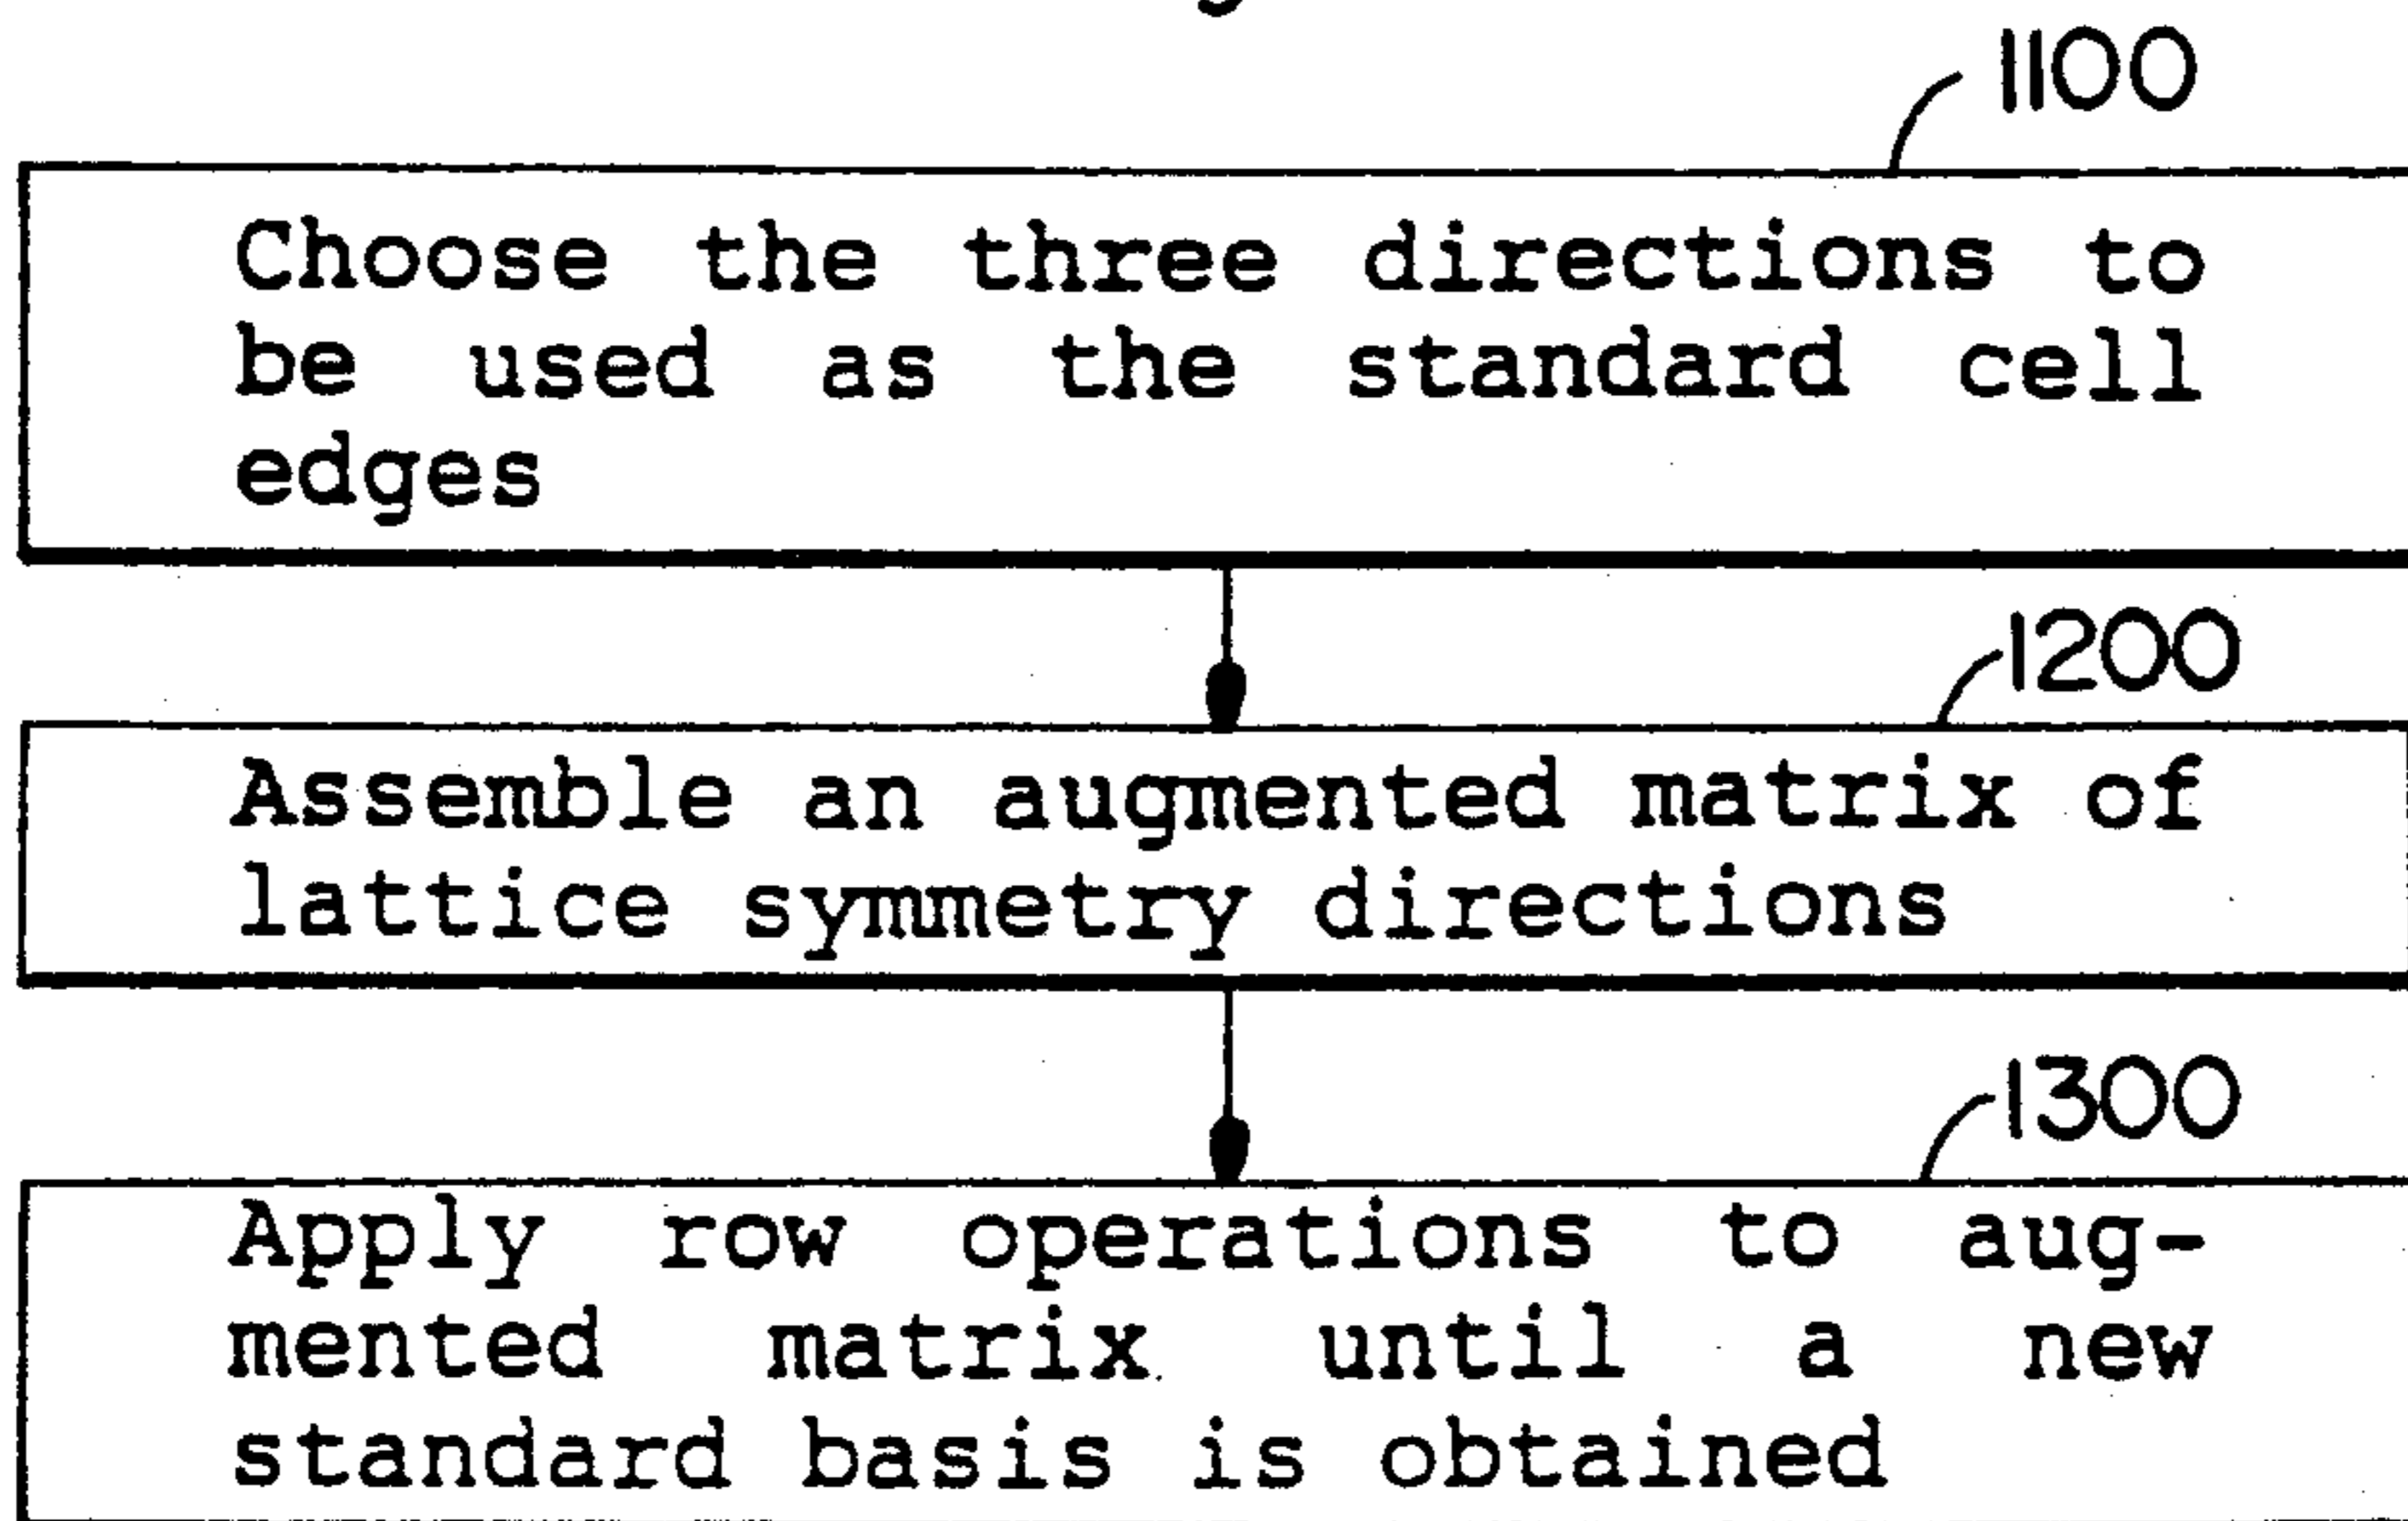 1100
Choose the three directions to
be used as the standard cell
edges
1200
Assemble an augmented matrix of
lattice symmetry directions
1300
Apply row operations to aug-
mented matrix until a new
standard basis is obtained